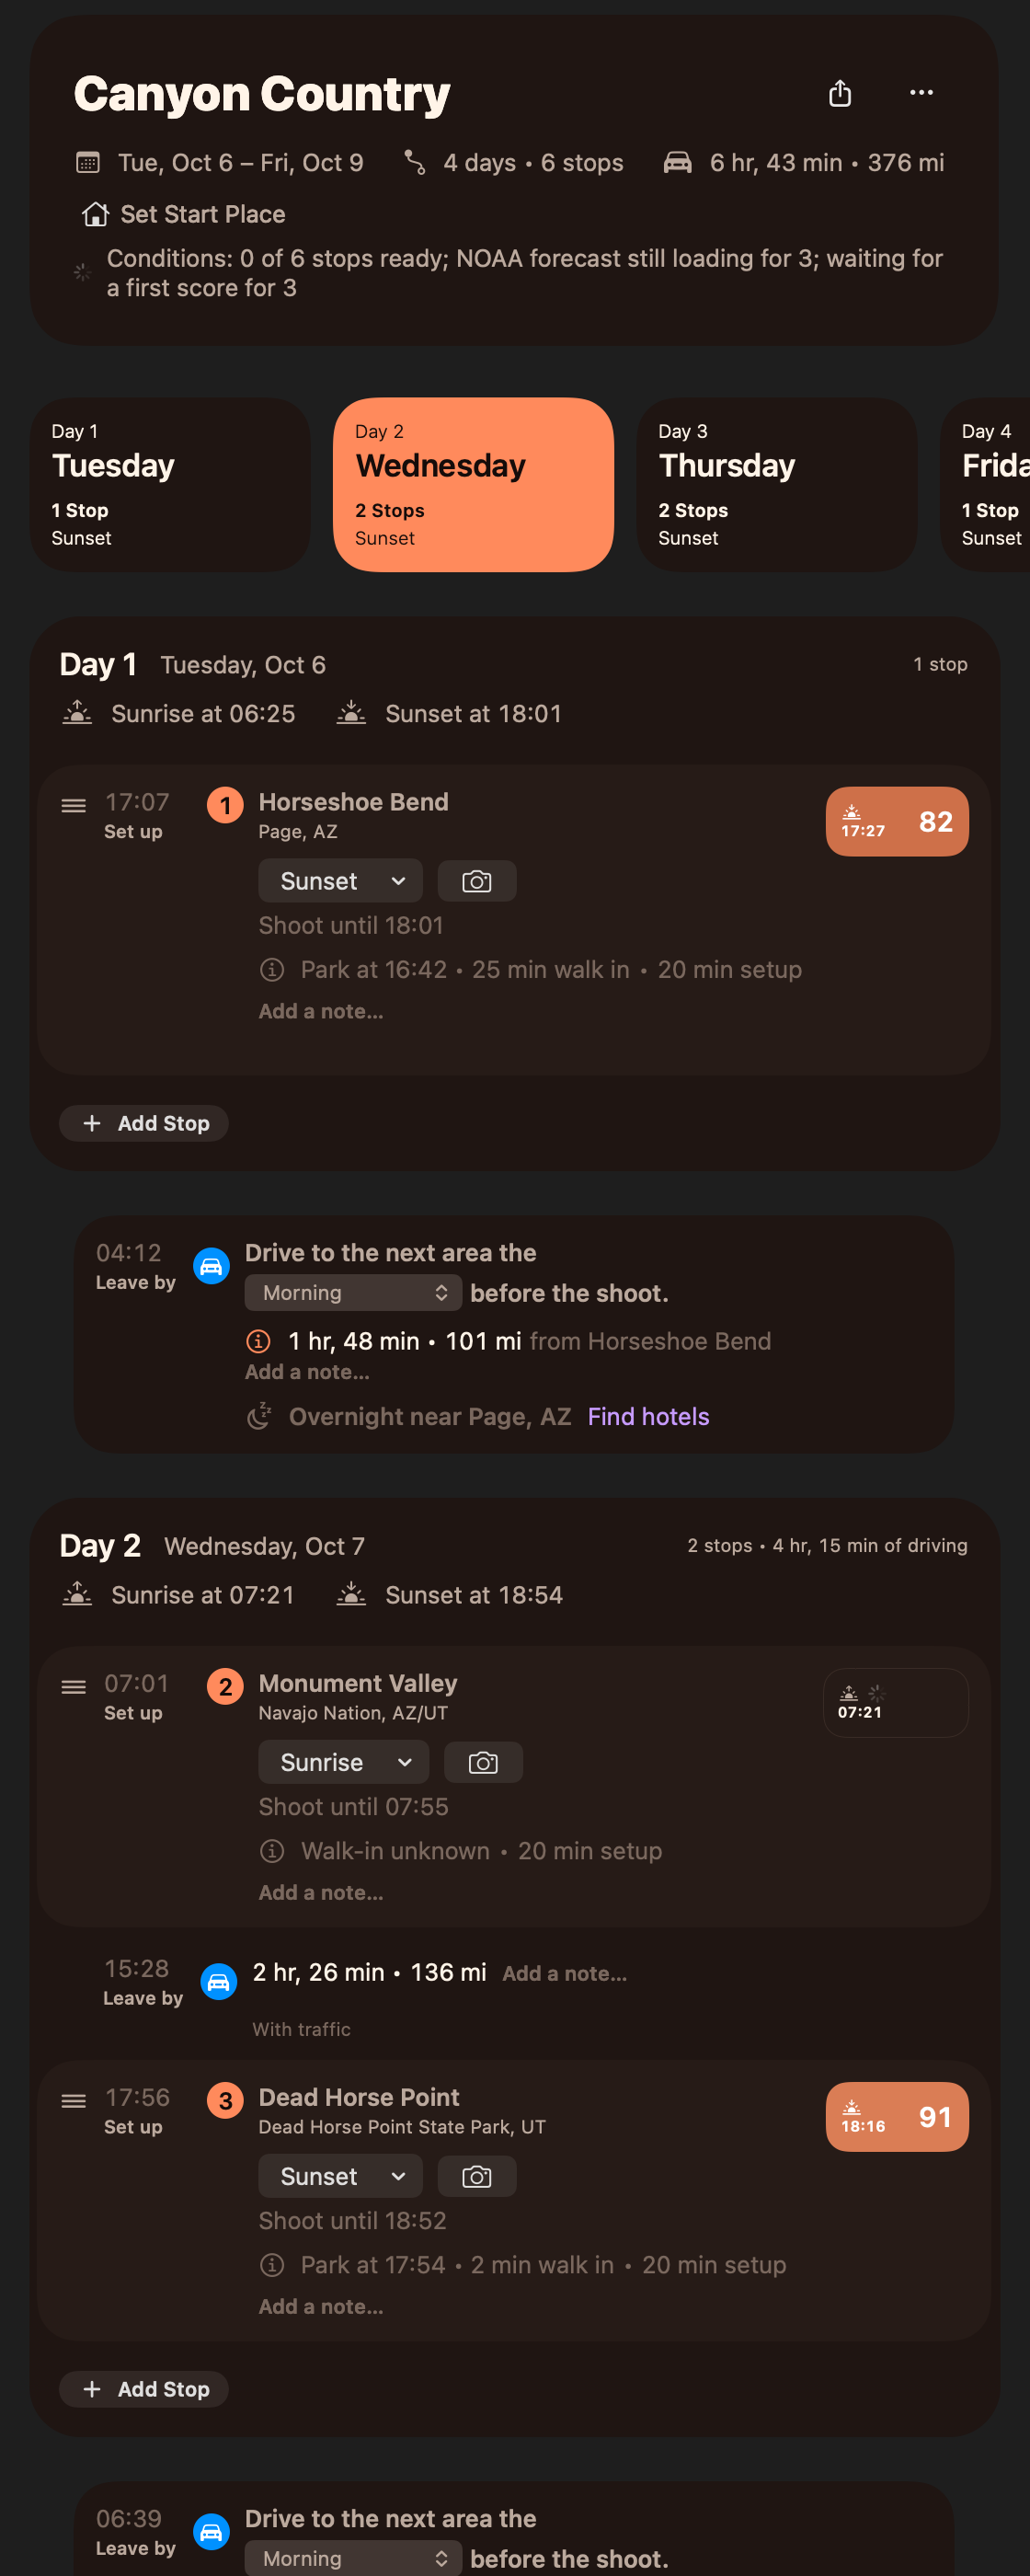 Canyon Country
Tue, Oct 6 – Fri, Oct 9 4 days • 6 stops 6 hr, 43 min • 376 mi
Set Start Place
Conditions: 0 of 6 stops ready; NOAA forecast still loading for 3; waiting for
a first score for 3
Day 1
Tuesday
1 Stop
Sunset
Day 2
Wednesday
2 Stops
Sunset
Day 3
Thursday
2 Stops
Sunset
Day 4
Frida
1 Stop
Sunset
Day 1 Tuesday, Oct 6 1 stop
Sunrise at 06:25 Sunset at 18:01
17:07 1 Horseshoe Bend 17:27 82
Set up Page, AZ
Sunset
Shoot until 18:01
Park at 16:42 • 25 min walk in • 20 min setup
Add a note...
+ Add Stop
04:12 Drive to the next area the
Leave by Morning before the shoot.
1 hr, 48 min • 101 mi from Horseshoe Bend
Add a note...
zzz Overnight near Page, AZ Find hotels
Day 2 Wednesday, Oct 7 2 stops • 4 hr, 15 min of driving
Sunrise at 07:21 Sunset at 18:54
07:01 2 Monument Valley 07:21
Set up Navajo Nation, AZ/UT
Sunrise
Shoot until 07:55
Walk-in unknown • 20 min setup
Add a note...
15:28 2 hr, 26 min • 136 mi Add a note...
Leave by
With traffic
17:56 3 Dead Horse Point 18:16 91
Set up Dead Horse Point State Park, UT
Sunset
Shoot until 18:52
Park at 17:54 • 2 min walk in • 20 min setup
Add a note...
+ Add Stop
06:39 Drive to the next area the
Leave by Morning before the shoot.